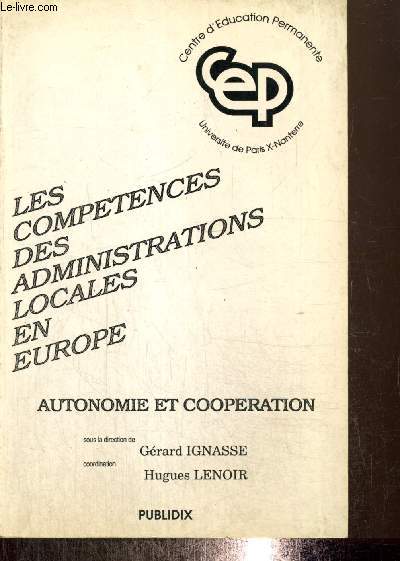 Le-livre.com
Centre d'Education Permanente
cep
Université de Paris X-Nanterre
LES
COMPETENCES
DES
ADMINISTRATIONS
LOCALES
EN
EUROPE
AUTONOMIE ET COOPERATION
sous la direction de
Gérard IGNASSE
coordination
Hugues LENOIR
PUBLIDIX